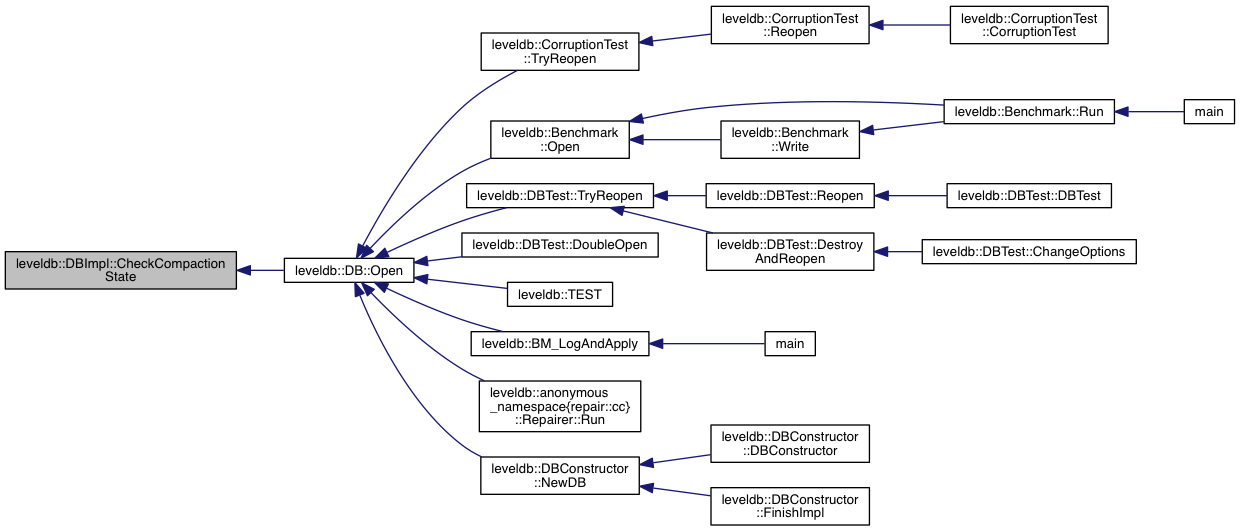 leveldb::CorruptionTest
::Reopen
leveldb::CorruptionTest
::CorruptionTest
leveldb::CorruptionTest
::TryReopen
leveldb::Benchmark::Run
main
leveldb::Benchmark
::Open
leveldb::Benchmark
::Write
leveldb::DBTest::TryReopen
leveldb::DBTest::Reopen
leveldb::DBTest::DBTest
leveldb::DBTest::DoubleOpen
leveldb::DBTest::Destroy
AndReopen
leveldb::DBTest::ChangeOptions
leveldb::DBImpl::CheckCompaction
State
leveldb::DB::Open
leveldb::TEST
leveldb::BM_LogAndApply
main
leveldb::anonymous
_namespace{repair::cc}
::Repairer::Run
leveldb::DBConstructor
::DBConstructor
leveldb::DBConstructor
::NewDB
leveldb::DBConstructor
::FinishImpl